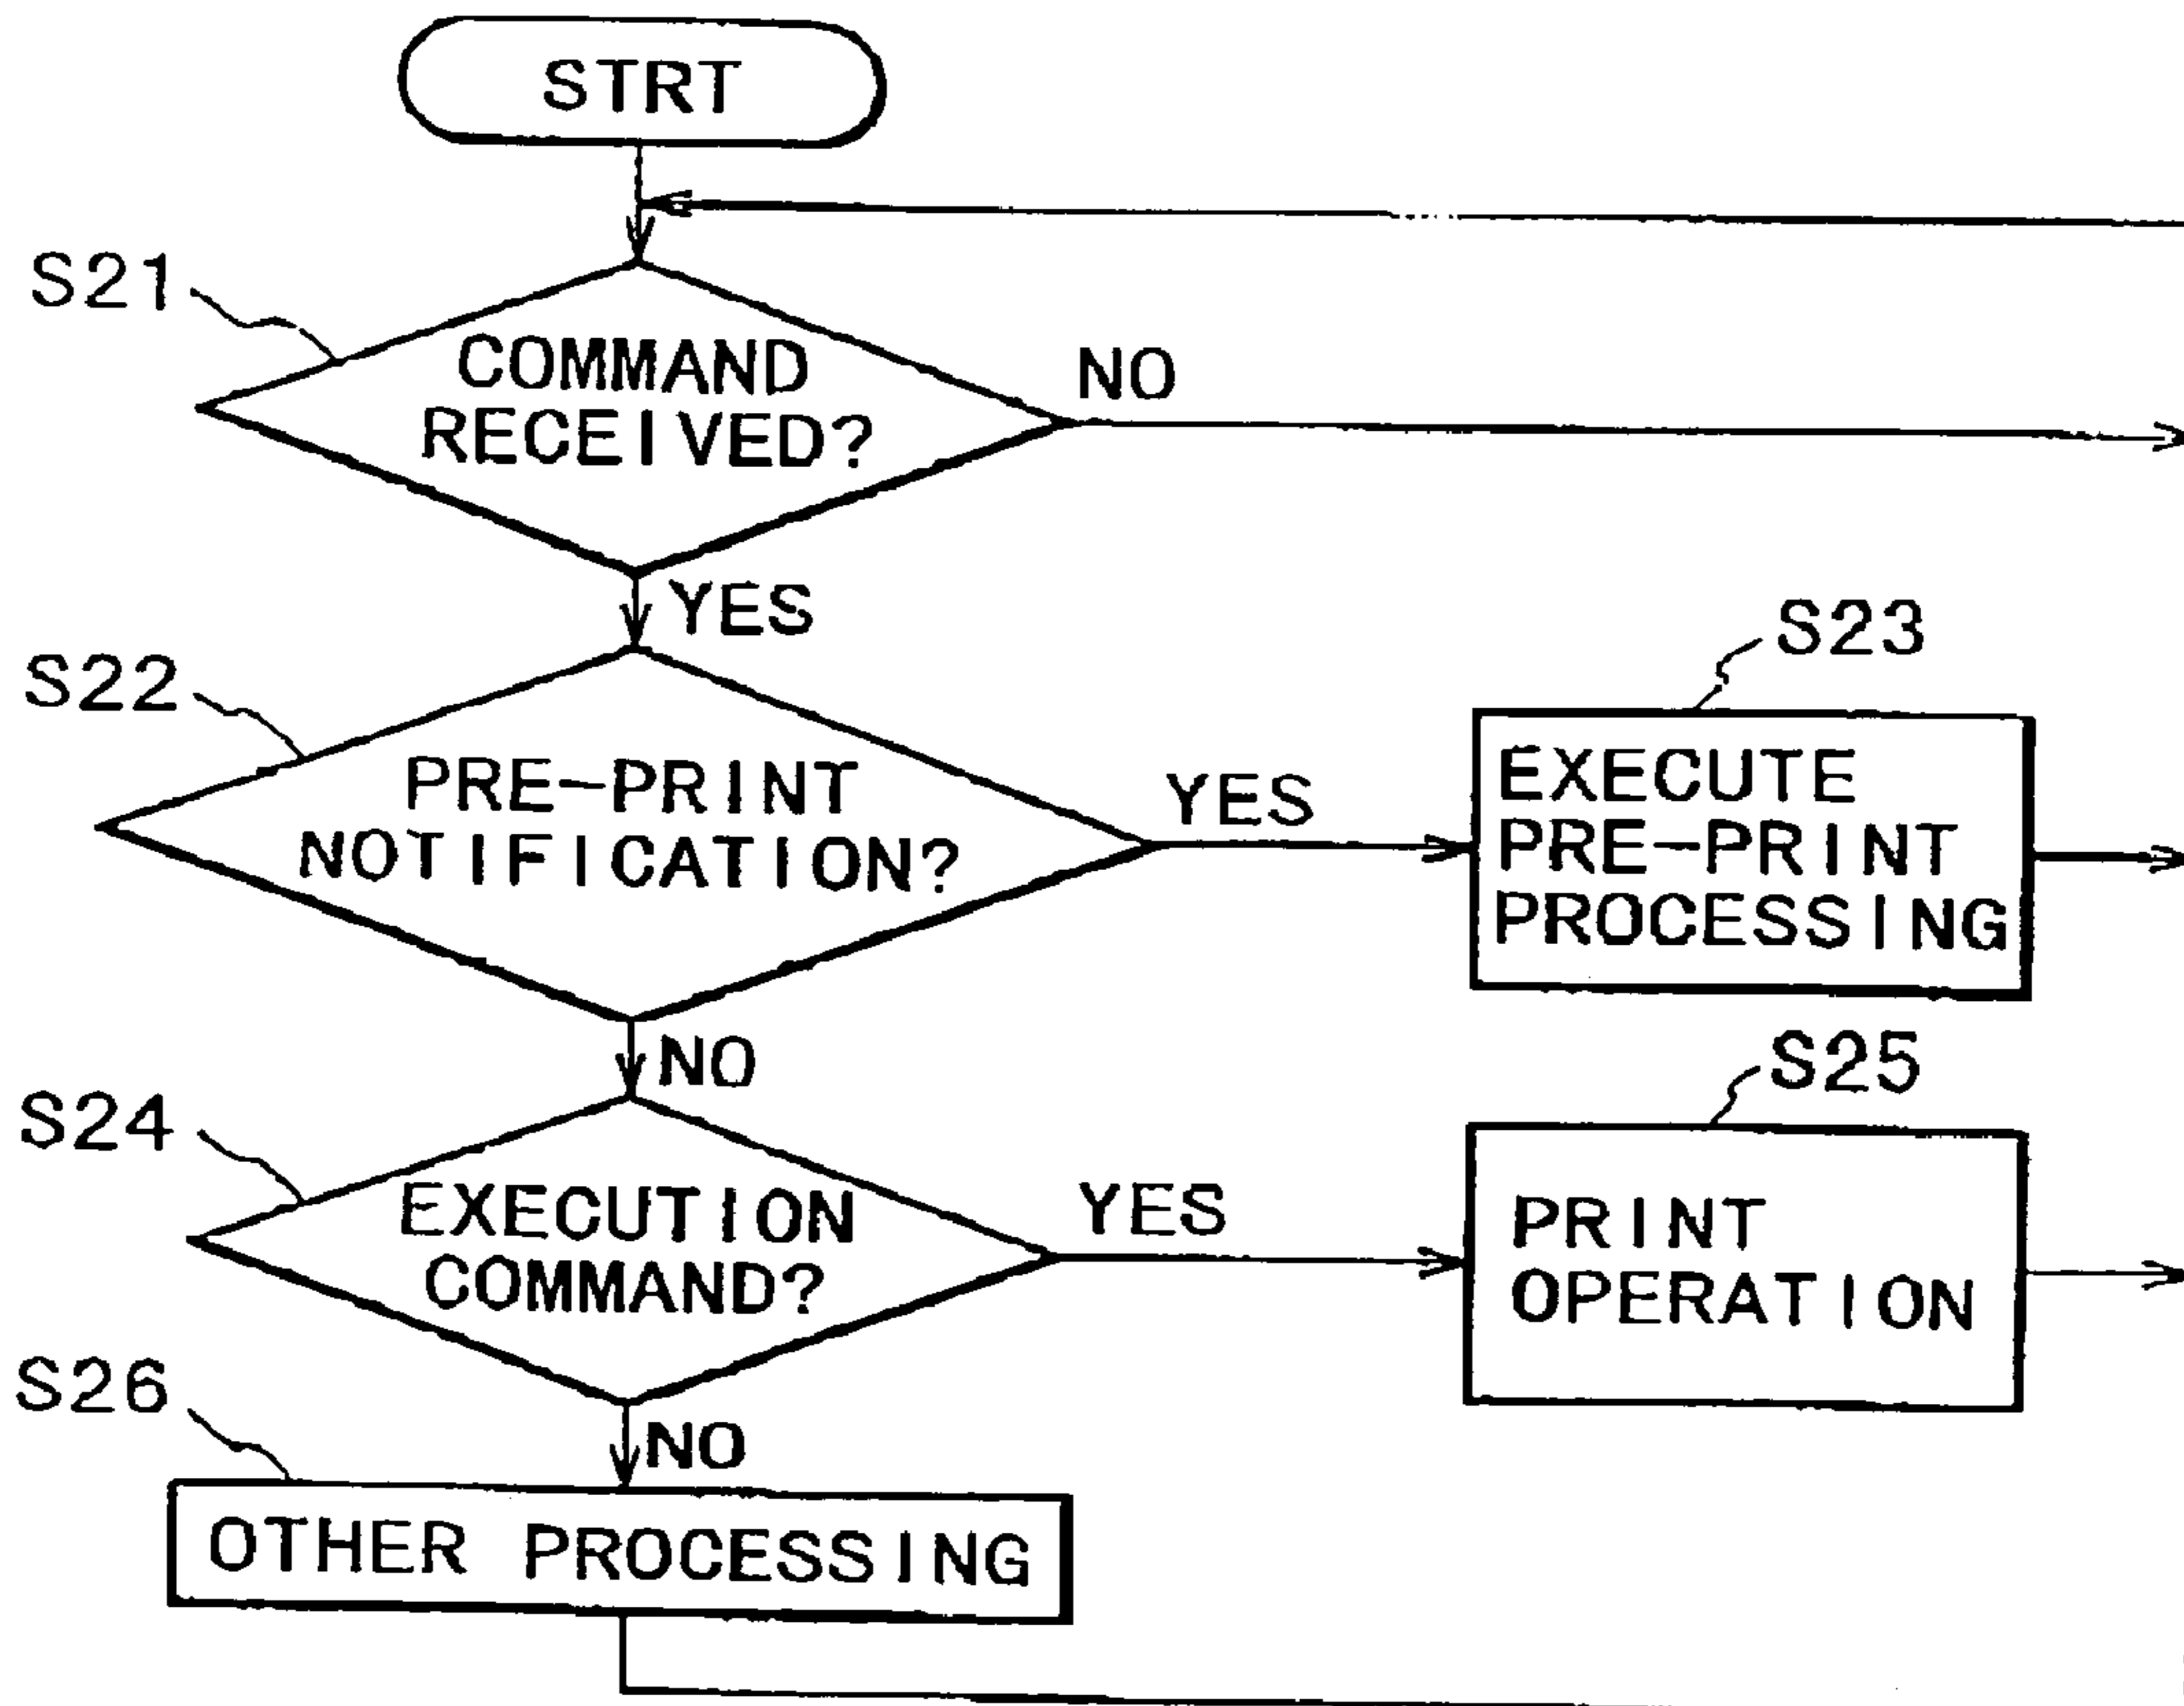 STRT
S21
COMMAND
RECEIVED?
NO
YES
S22
PRE-PRINT
NOTIFICATION?
YES
S23
EXECUTE
PRE-PRINT
PROCESSING
NO
S24
EXECUTION
COMMAND?
YES
S25
PRINT
OPERATION
NO
S26
OTHER PROCESSING